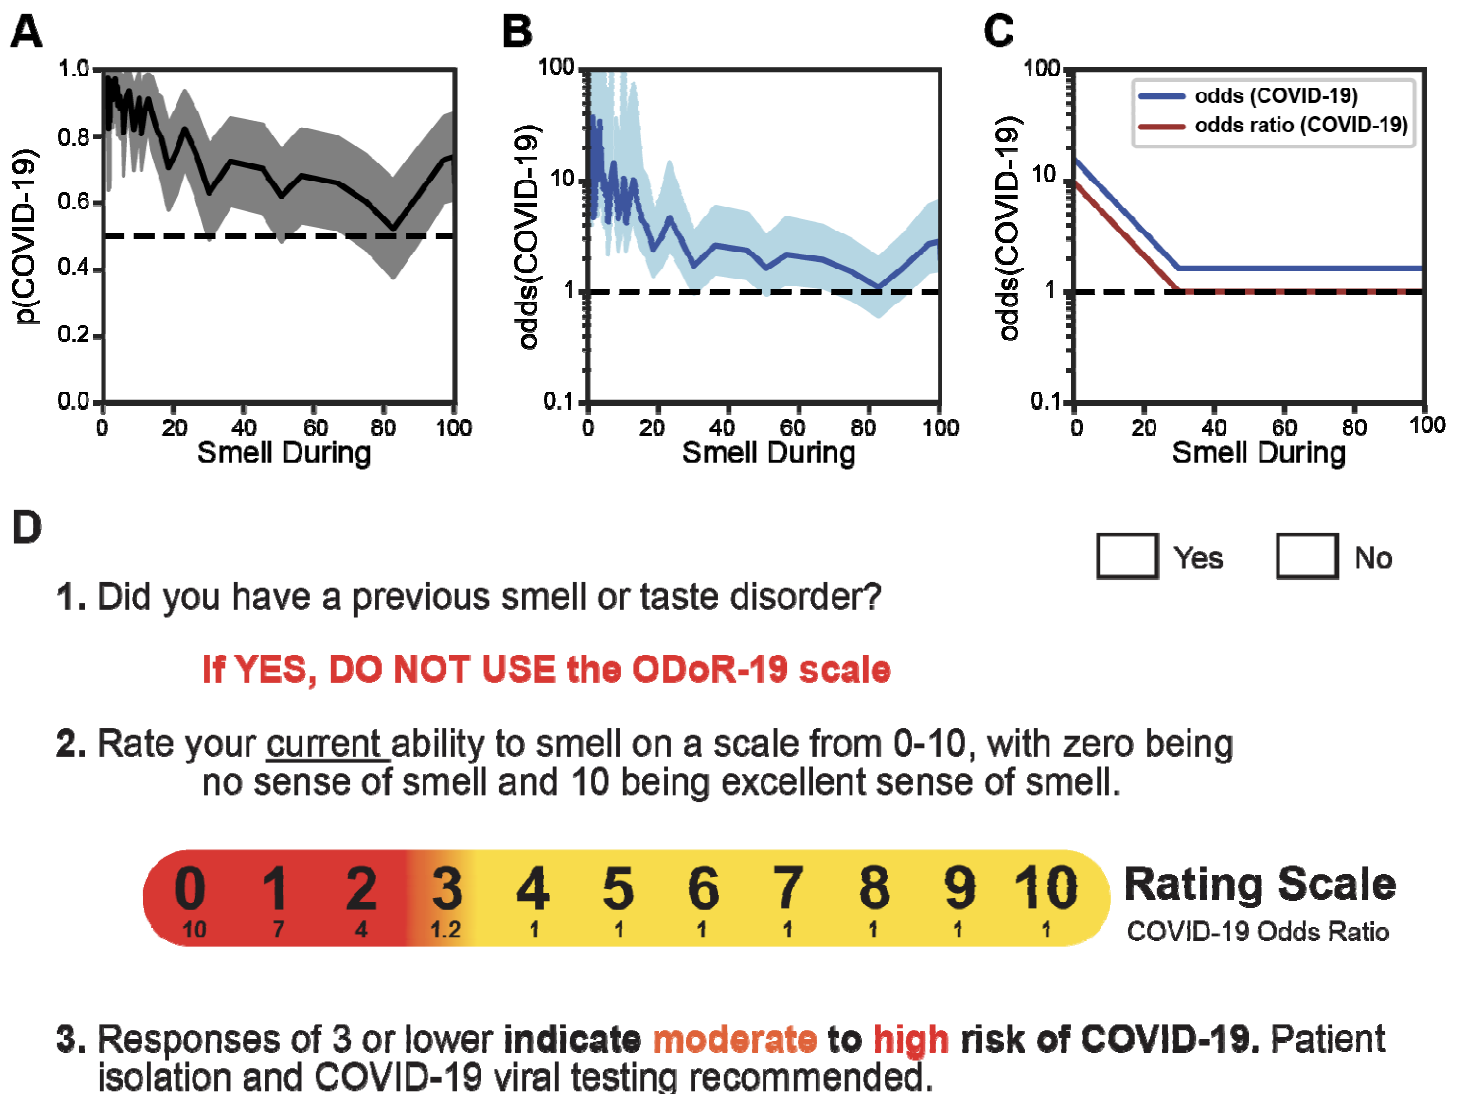 A
B
C
1.0
0.8
0.6
0.4
0.2
0.0
p(COVID-19)
0 20 40 60 80 100
Smell During
100
10
1
0.1
odds(COVID-19)
0 20 40 60 80 100
Smell During
100
10
1
0.1
odds(COVID-19)
odds (COVID-19)
odds ratio (COVID-19)
0 20 40 60 80 100
Smell During
D
Yes No
1. Did you have a previous smell or taste disorder?
If YES, DO NOT USE the ODoR-19 scale
2. Rate your current ability to smell on a scale from 0-10, with zero being
no sense of smell and 10 being excellent sense of smell.
0 1 2 3 4 5 6 7 8 9 10 Rating Scale
10 7 4 1.2 1 1 1 1 1 1 1 COVID-19 Odds Ratio
3. Responses of 3 or lower indicate moderate to high risk of COVID-19. Patient
isolation and COVID-19 viral testing recommended.